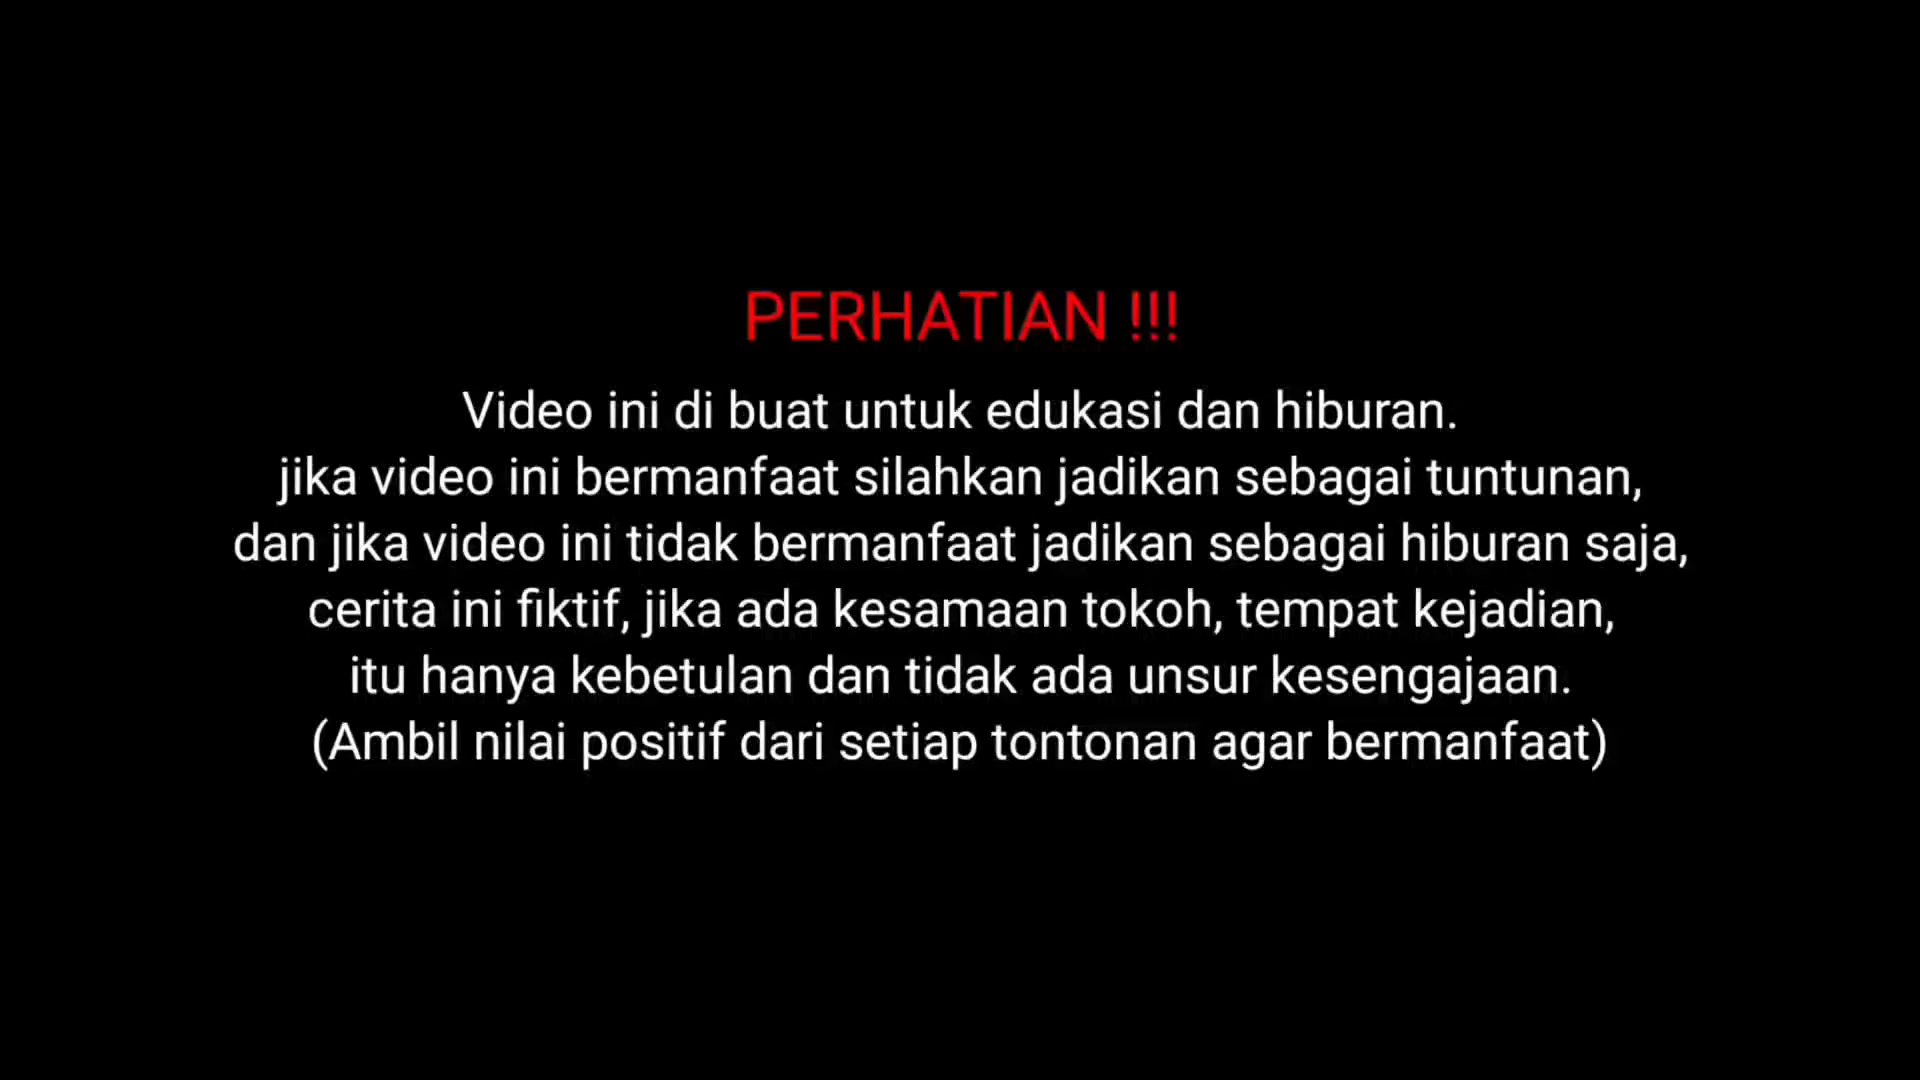 PERHATIAN !!!
Video ini di buat untuk edukasi dan hiburan.
jika video ini bermanfaat silahkan jadikan sebagai tuntunan,
dan jika video ini tidak bermanfaat jadikan sebagai hiburan saja,
cerita ini fiktif, jika ada kesamaan tokoh, tempat kejadian,
itu hanya kebetulan dan tidak ada unsur kesengajaan.
(Ambil nilai positif dari setiap tontonan agar bermanfaat)